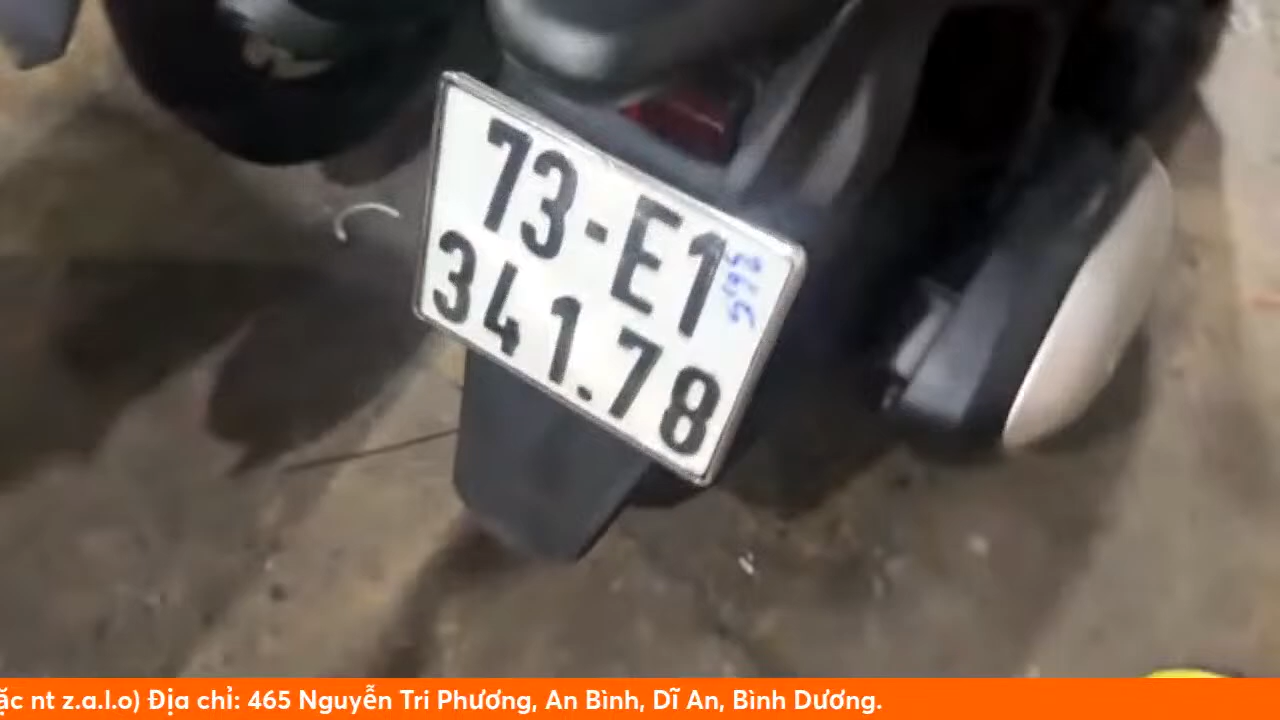 73-E1
341.78
ặc nt z.a.l.o) Địa chỉ: 465 Nguyễn Tri Phương, An Bình, Dĩ An, Bình Dương.